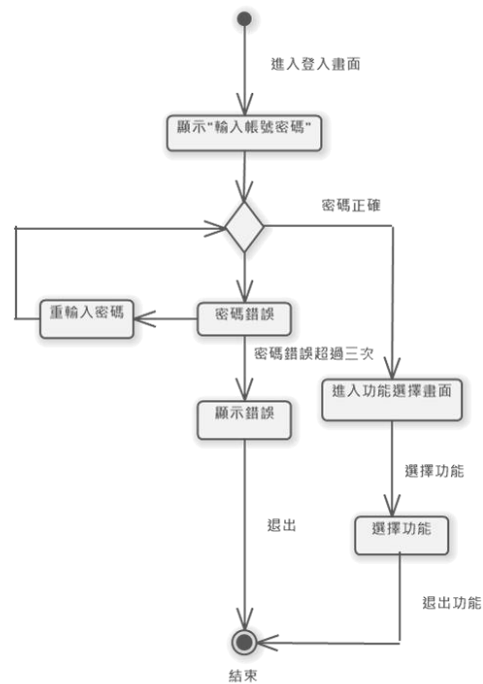 進入登入畫面
顯示"輸入帳號密碼"
密碼正確
重輸入密碼
密碼錯誤
密碼錯誤超過三次
進入功能選擇畫面
顯示錯誤
選擇功能
退出
選擇功能
退出功能
結束